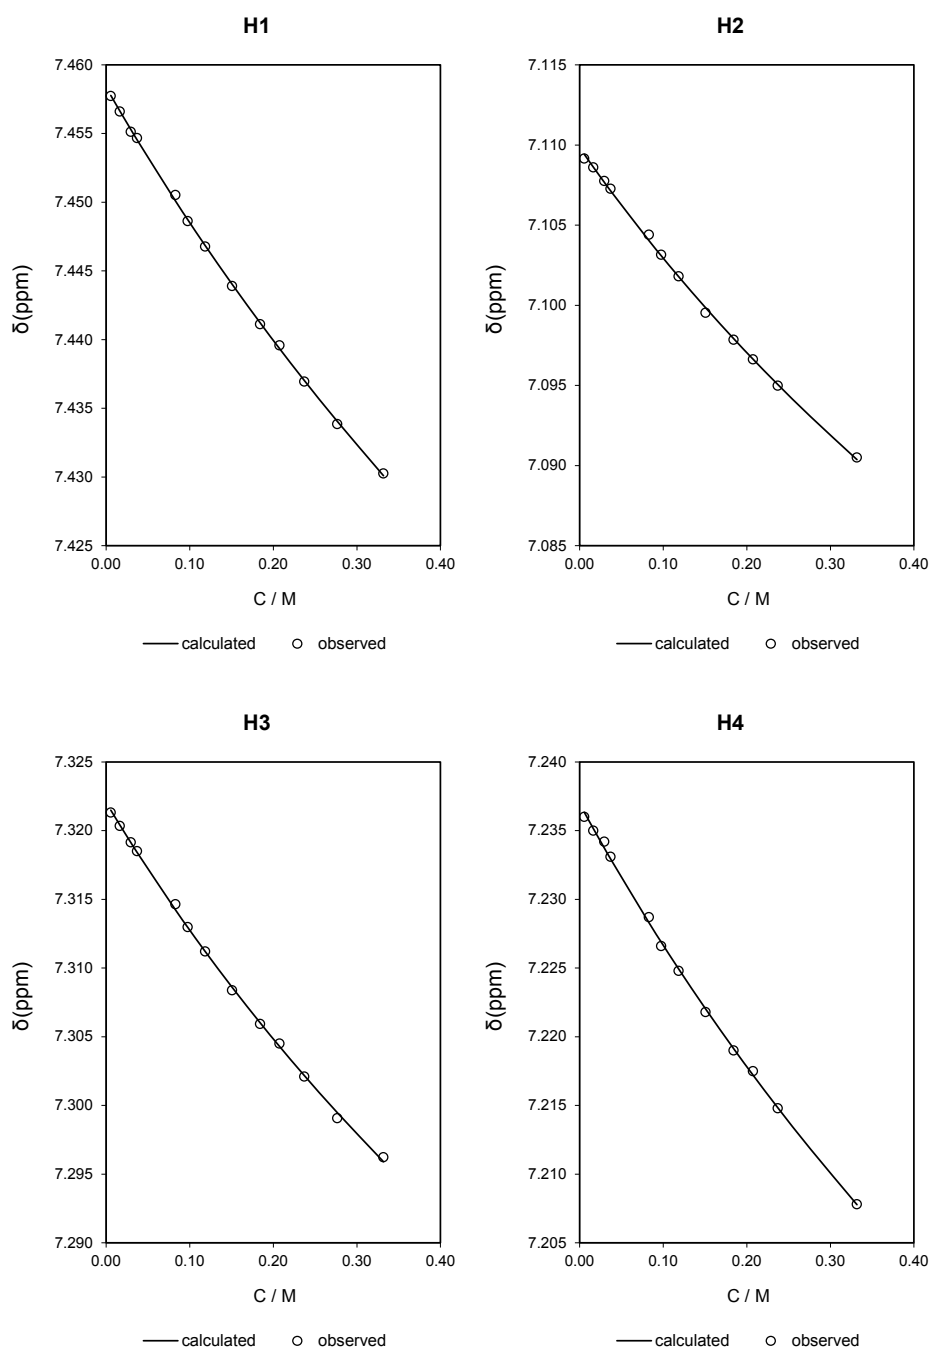 H1
7.460
7.455
7.450
7.445
7.440
7.435
7.430
7.425
δ(ppm)
0.00 0.10 0.20 0.30 0.40
C / M
calculated observed
H2
7.115
7.110
7.105
7.100
7.095
7.090
7.085
δ(ppm)
0.00 0.10 0.20 0.30 0.40
C / M
calculated observed
H3
7.325
7.320
7.315
7.310
7.305
7.300
7.295
7.290
δ(ppm)
0.00 0.10 0.20 0.30 0.40
C / M
calculated observed
H4
7.240
7.235
7.230
7.225
7.220
7.215
7.210
7.205
δ(ppm)
0.00 0.10 0.20 0.30 0.40
C / M
calculated observed